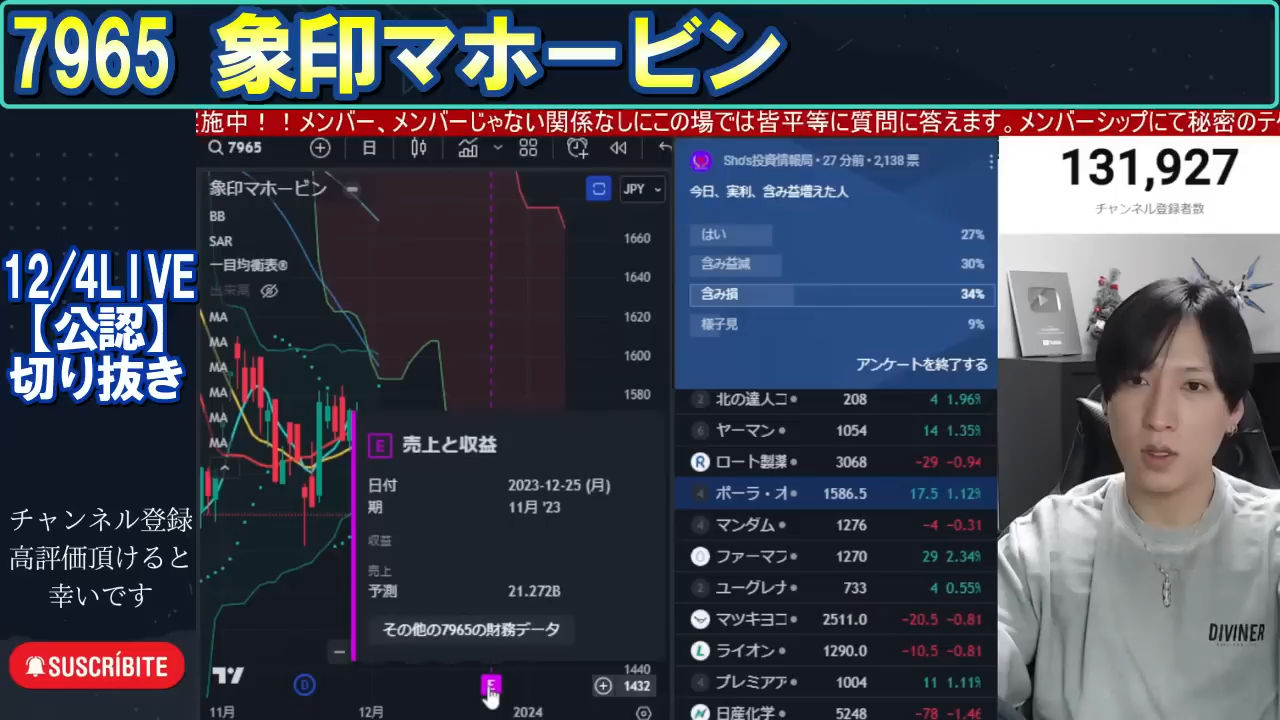 7965 象印マホービン
実施中！！メンバー、メンバーじゃない関係なしにこの場では皆平等に質問に答えます。メンバーシップにて秘密のテ
12/4LIVE
【公認】
切り抜き
チャンネル登録
高評価頂けると
幸いです
SUSCRÍBITE
7965
日
象印マホービン
JPY
BB
SAR
一目均衡表
出来高
MA
MA
MA
MA
MA
MA
1660
1640
1620
1600
1580
E 売上と収益
日付 2023-12-25 (月)
期 11月 '23
収益
売上
予測 21.272B
その他の7965の財務データ
1440
1432
D
E
11月
12月
2024
Sho's投資情報局・27 分前・2,138 票
今日、実利、含み益増えた人
はい 27%
含み益減 30%
含み損 34%
様子見 9%
アンケートを終了する
2 北の達人コ 208 4 1.96%
6 ヤーマン 1054 14 1.35%
R ロート製薬 3068 -29 -0.94
4 ポーラ・オ 1586.5 17.5 1.12%
4 マンダム 1276 -4 -0.31
ファーマフ 1270 29 2.34%
2 ユーグレナ 733 4 0.55%
マツキヨコ 2511.0 -20.5 -0.81
L ライオン 1290.0 -10.5 -0.81
4 プレミアア 1004 11 1.11%
日産化学 5248 -78 -1.46
131,927
チャンネル登録者数
DIVINER